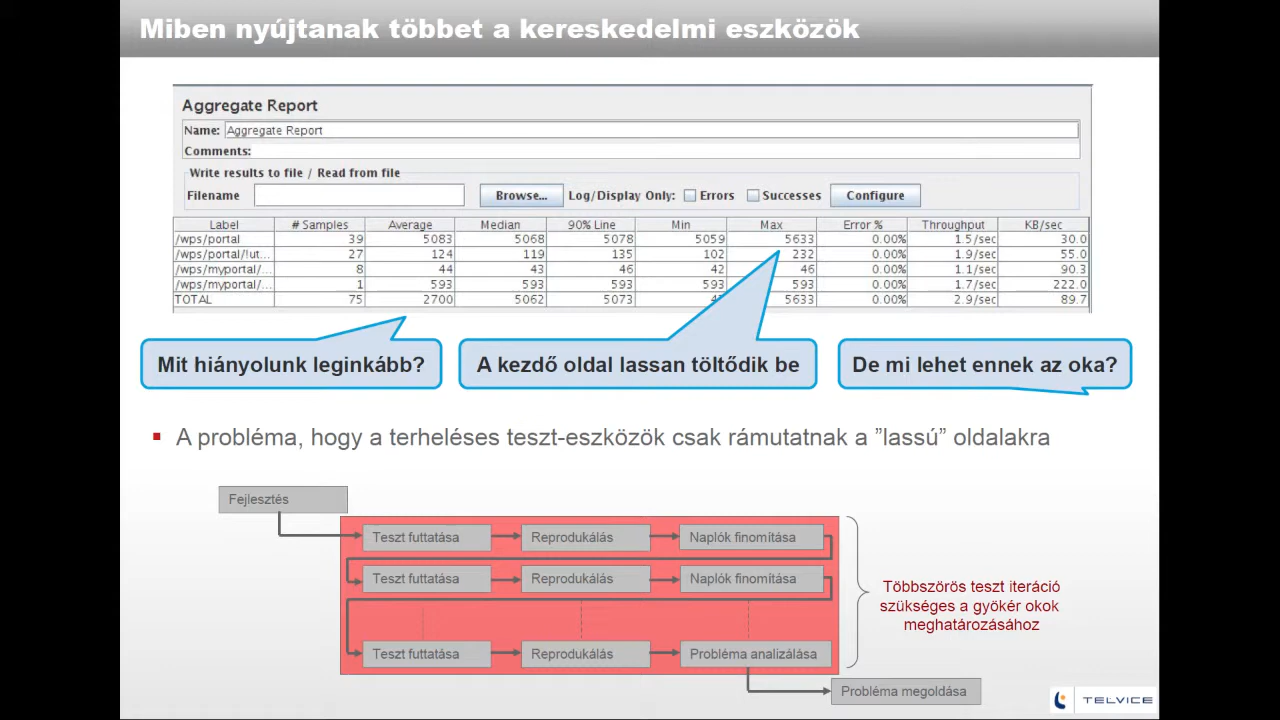 Miben nyújtanak többet a kereskedelmi eszközök
Aggregate Report
Name: Aggregate Report
Comments:
Write results to file / Read from file
Filename Browse... Log/Display Only: Errors Successes Configure
Label # Samples Average Median 90% Line Min Max Error % Throughput KB/sec
/wps/portal 39 5083 5068 5078 5059 5633 0.00% 1.5/sec 30.0
/wps/portal/!ut... 27 124 119 135 102 232 0.00% 1.9/sec 55.0
/wps/myportal/... 8 44 43 46 42 46 0.00% 1.1/sec 90.3
/wps/myportal/... 1 593 593 593 593 593 0.00% 1.7/sec 222.0
TOTAL 75 2700 5062 5073 5633 0.00% 2.9/sec 89.7
Mit hiányolunk leginkább?
A kezdő oldal lassan töltődik be
De mi lehet ennek az oka?
A probléma, hogy a terheléses teszt-eszközök csak rámutatnak a ”lassú” oldalakra
Fejlesztés
Teszt futtatása Reprodukálás Naplók finomítása
Teszt futtatása Reprodukálás Naplók finomítása
Teszt futtatása Reprodukálás Probléma analizálása
Probléma megoldása
Többszörös teszt iteráció
szükséges a gyökér okok
meghatározásához
TELVICE